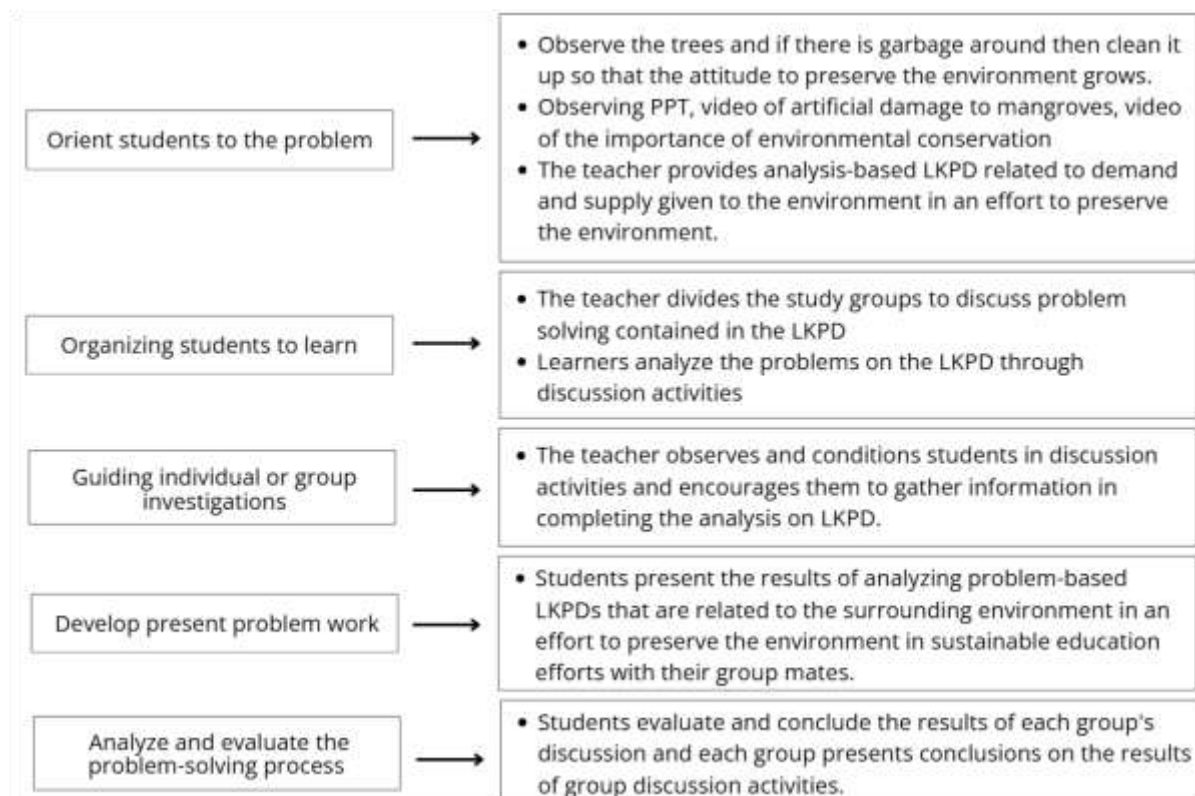 Orient students to the problem
• Observe the trees and if there is garbage around then clean it
up so that the attitude to preserve the environment grows.
• Observing PPT, video of artificial damage to mangroves, video
of the importance of environmental conservation
• The teacher provides analysis-based LKPD related to demand
and supply given to the environment in an effort to preserve
the environment.
Organizing students to learn
• The teacher divides the study groups to discuss problem
solving contained in the LKPD
• Learners analyze the problems on the LKPD through
discussion activities
Guiding individual or group
investigations
• The teacher observes and conditions students in discussion
activities and encourages them to gather information in
completing the analysis on LKPD.
Develop present problem work
• Students present the results of analyzing problem-based
LKPDs that are related to the surrounding environment in an
effort to preserve the environment in sustainable education
efforts with their group mates.
Analyze and evaluate the
problem-solving process
• Students evaluate and conclude the results of each group's
discussion and each group presents conclusions on the results
of group discussion activities.